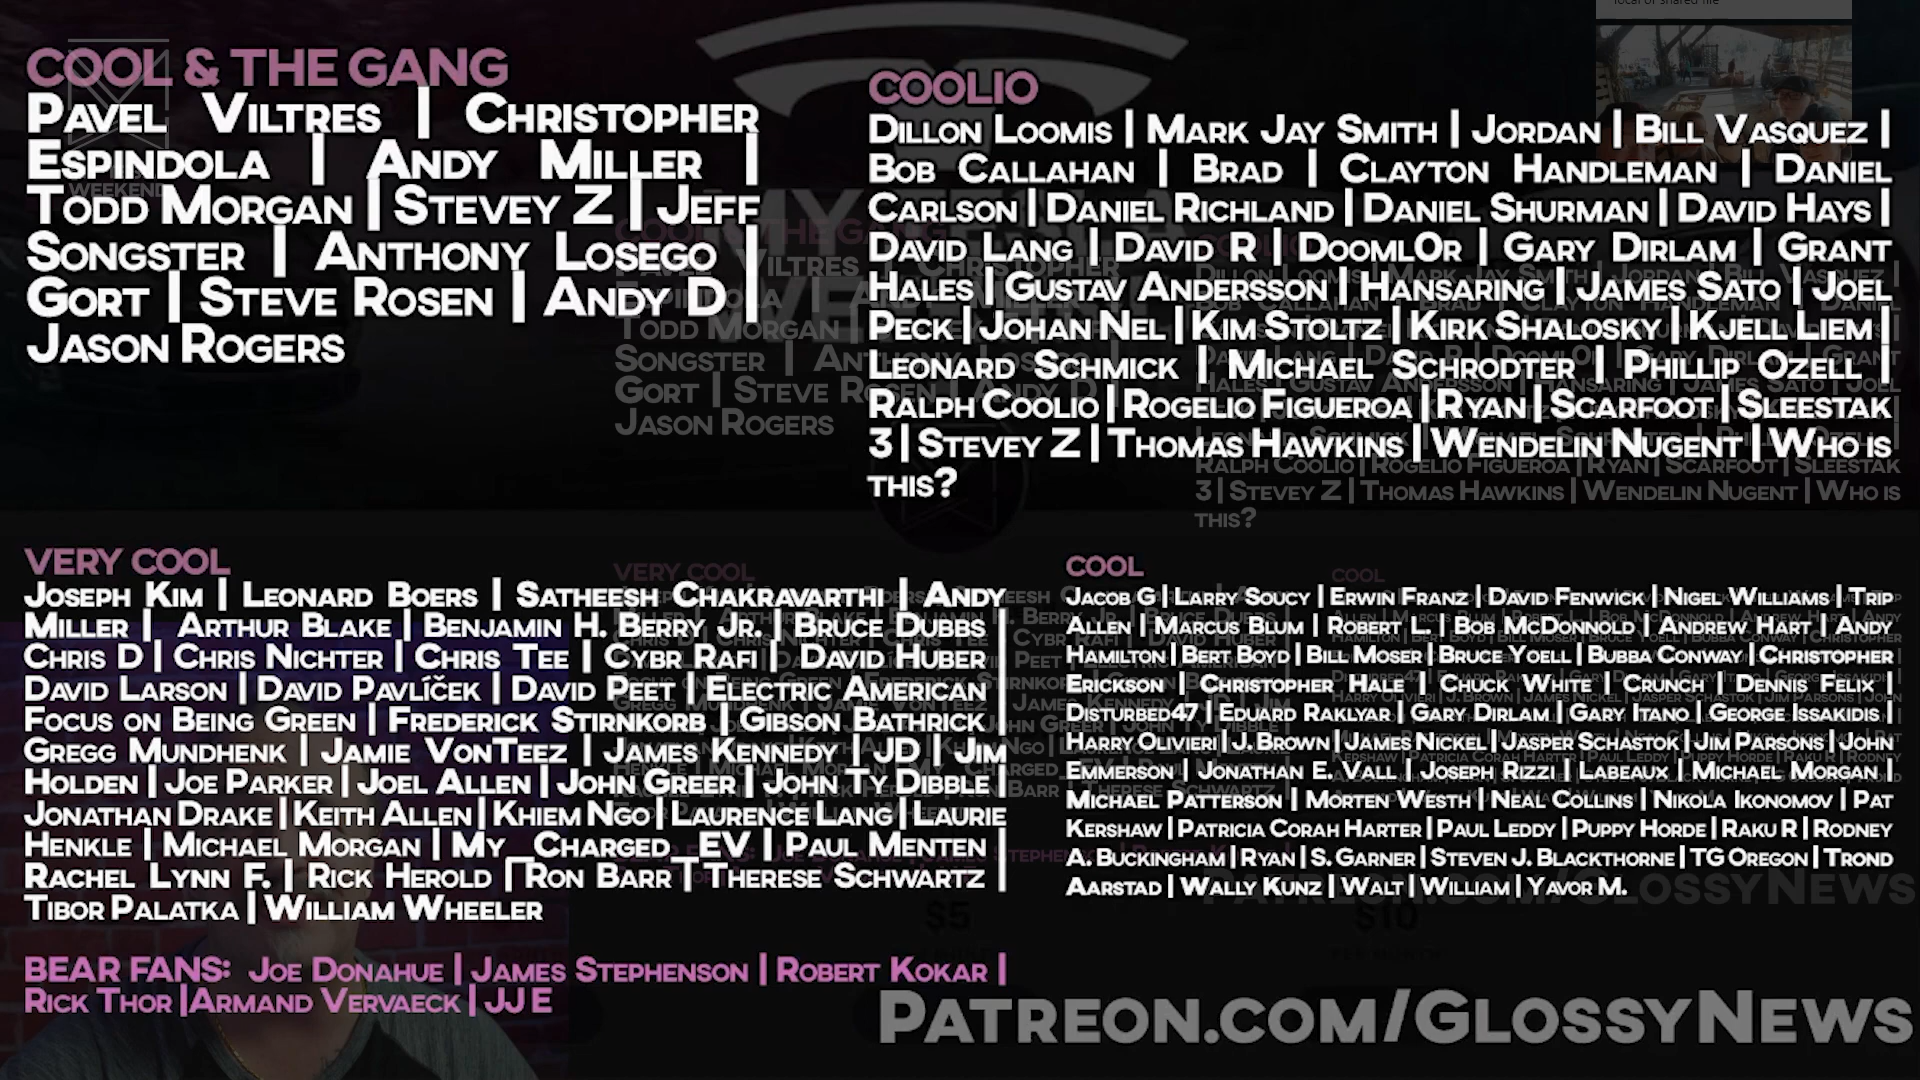 COOL & THE GANG
PAVEL VILTRES | CHRISTOPHER
ESPINDOLA | ANDY MILLER |
TODD MORGAN | STEVEY Z | JEFF
SONGSTER | ANTHONY LOSEGO |
GORT | STEVE ROSEN | ANDY D |
JASON ROGERS
COOLIO
DILLON LOOMIS | MARK JAY SMITH | JORDAN | BILL VASQUEZ |
BOB CALLAHAN | BRAD | CLAYTON HANDLEMAN | DANIEL
CARLSON | DANIEL RICHLAND | DANIEL SHURMAN | DAVID HAYS |
DAVID LANG | DAVID R | DOOML0R | GARY DIRLAM | GRANT
HALES | GUSTAV ANDERSSON | HANSARING | JAMES SATO | JOEL
PECK | JOHAN NEL | KIM STOLTZ | KIRK SHALOSKY | KJELL LIEM |
LEONARD SCHMICK | MICHAEL SCHRODTER | PHILLIP OZELL |
RALPH COOLIO | ROGELIO FIGUEROA | RYAN | SCARFOOT | SLEESTAK
3 | STEVEY Z | THOMAS HAWKINS | WENDELIN NUGENT | WHO IS
THIS?
VERY COOL
JOSEPH KIM | LEONARD BOERS | SATHEESH CHAKRAVARTHI | ANDY
MILLER | ARTHUR BLAKE | BENJAMIN H. BERRY JR. | BRUCE DUBBS |
CHRIS D | CHRIS NICHTER | CHRIS TEE | CYBR RAFI | DAVID HUBER |
DAVID LARSON | DAVID PAVLÍČEK | DAVID PEET | ELECTRIC AMERICAN |
FOCUS ON BEING GREEN | FREDERICK STIRNKORB | GIBSON BATHRICK |
GREGG MUNDHENK | JAMIE VONTEEZ | JAMES KENNEDY | JD | JIM
HOLDEN | JOE PARKER | JOEL ALLEN | JOHN GREER | JOHN TY DIBBLE |
JONATHAN DRAKE | KEITH ALLEN | KHIEM NGO | LAURENCE LANG | LAURIE
HENKLE | MICHAEL MORGAN | MY_CHARGED_EV | PAUL MENTEN |
RACHEL LYNN F. | RICK HEROLD | RON BARR | THERESE SCHWARTZ |
TIBOR PALATKA | WILLIAM WHEELER
BEAR FANS: JOE DONAHUE | JAMES STEPHENSON | ROBERT KOKAR |
RICK THOR |ARMAND VERVAECK | JJ E
COOL
JACOB G | LARRY SOUCY | ERWIN FRANZ | DAVID FENWICK | NIGEL WILLIAMS | TRIP
ALLEN | MARCUS BLUM | ROBERT L. | BOB MCDONNOLD | ANDREW HART | ANDY
HAMILTON | BERT BOYD | BILL MOSER | BRUCE YOELL | BUBBA CONWAY | CHRISTOPHER
ERICKSON | CHRISTOPHER HALE | CHUCK WHITE | CRUNCH | DENNIS FELIX |
DISTURBED47 | EDUARD RAKLYAR | GARY DIRLAM | GARY ITANO | GEORGE ISSAKIDIS |
HARRY OLIVIERI | J. BROWN | JAMES NICKEL | JASPER SCHASTOK | JIM PARSONS | JOHN
EMMERSON | JONATHAN E. VALL | JOSEPH RIZZI | LABEAUX | MICHAEL MORGAN |
MICHAEL PATTERSON | MORTEN WESTH | NEAL COLLINS | NIKOLA IKONOMOV | PAT
KERSHAW | PATRICIA CORAH HARTER | PAUL LEDDY | PUPPY HORDE | RAKU R | RODNEY
A. BUCKINGHAM | RYAN | S. GARNER | STEVEN J. BLACKTHORNE | TG OREGON | TROND
AARSTAD | WALLY KUNZ | WALT | WILLIAM | YAVOR M.
$5
$10
PATREON.COM/GLOSSYNEWS